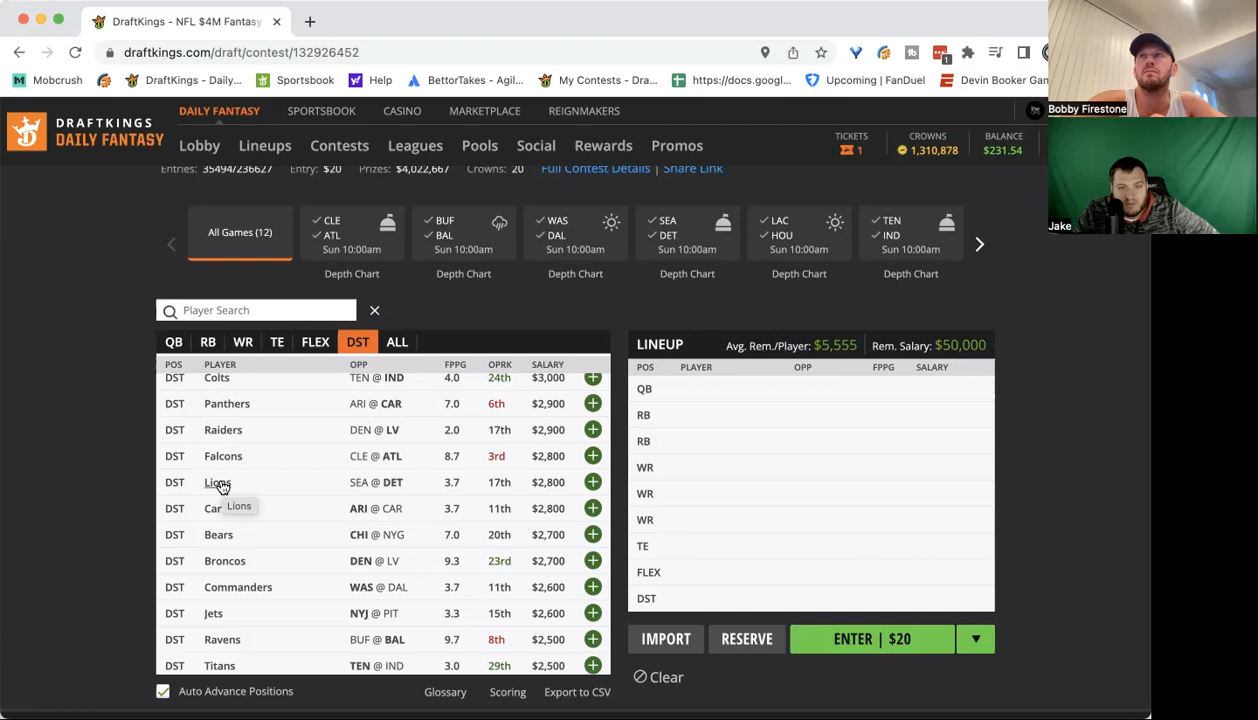 DraftKings - NFL $4M Fantasy
draftkings.com/draft/contest/132926452
Mobcrush
DraftKings - Daily...
Sportsbook
Help
BettorTakes - Agil...
My Contests - Dra...
https://docs.googl...
Upcoming | FanDuel
Devin Booker Gam
Bobby Firestone
Jake
DRAFTKINGS
DAILY FANTASY
DAILY FANTASY
SPORTSBOOK
CASINO
MARKETPLACE
REIGNMAKERS
Lobby
Lineups
Contests
Leagues
Pools
Social
Rewards
Promos
TICKETS
1
CROWNS
1,310,878
BALANCE
$231.54
Entries: 35494/236627 Entry: $20 Prizes: $4,022,667 Crowns: 20 Full Contest Details | Share Link
All Games (12)
CLE
ATL
Sun 10:00am
Depth Chart
BUF
BAL
Sun 10:00am
Depth Chart
WAS
DAL
Sun 10:00am
Depth Chart
SEA
DET
Sun 10:00am
Depth Chart
LAC
HOU
Sun 10:00am
Depth Chart
TEN
IND
Sun 10:00am
Depth Chart
Player Search
QB RB WR TE FLEX DST ALL
POS PLAYER OPP FPPG OPRK SALARY
DST Colts TEN @ IND 4.0 24th $3,000
DST Panthers ARI @ CAR 7.0 6th $2,900
DST Raiders DEN @ LV 2.0 17th $2,900
DST Falcons CLE @ ATL 8.7 3rd $2,800
DST Lions SEA @ DET 3.7 17th $2,800
Lions
DST Car ARI @ CAR 3.7 11th $2,800
DST Bears CHI @ NYG 7.0 20th $2,700
DST Broncos DEN @ LV 9.3 23rd $2,700
DST Commanders WAS @ DAL 3.7 11th $2,600
DST Jets NYJ @ PIT 3.3 15th $2,600
DST Ravens BUF @ BAL 9.7 8th $2,500
DST Titans TEN @ IND 3.0 29th $2,500
Auto Advance Positions
Glossary
Scoring
Export to CSV
LINEUP Avg. Rem./Player: $5,555 Rem. Salary: $50,000
POS PLAYER OPP FPPG SALARY
QB
RB
RB
WR
WR
WR
TE
FLEX
DST
IMPORT
RESERVE
ENTER | $20
Clear